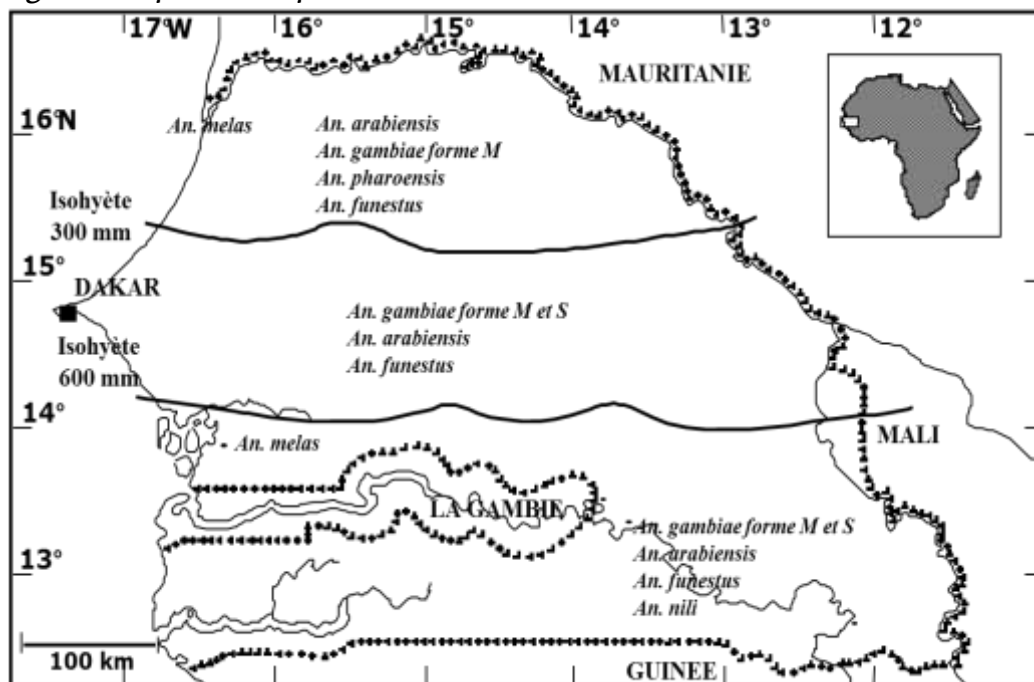 17°W 16° 15° 14° 13° 12°
MAURITANIE
16°N
An. melas
An. arabiensis
An. gambiae forme M
An. pharoensis
An. funestus
Isohyète
300 mm
15°
DAKAR
An. gambiae forme M et S
An. arabiensis
An. funestus
Isohyète
600 mm
14°
MALI
An. melas
LA GAMBIE
An. gambiae forme M et S
An. arabiensis
An. funestus
An. nili
13°
100 km
GUINEE